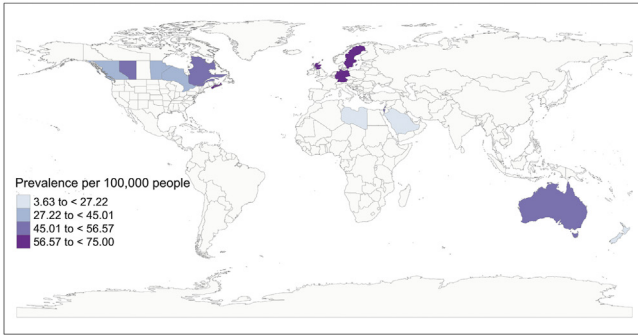 Prevalence per 100,000 people
3.63 to < 27.22
27.22 to < 45.01
45.01 to < 56.57
56.57 to < 75.00